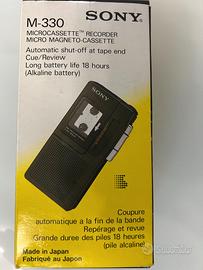 SONY
M-330
MICROCASSETTE™ RECORDER
MICRO MAGNETO-CASSETTE
Automatic shut-off at tape end
Cue/Review
Long battery life 18 hours
(Alkaline battery)
Coupure
automatique a la fin de la bande
Repérage et revue
Grande duree des piles 18 heures
(pile alcaline)
Made in Japan
Fabriqué au Japon
subito